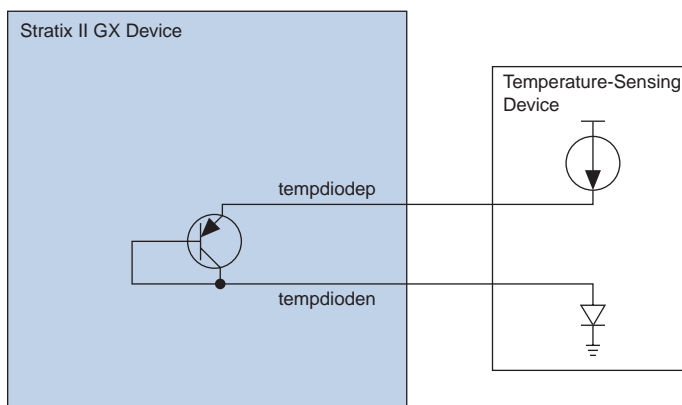 Stratix II GX Device
Temperature-Sensing
Device
tempdiodep
tempdioden